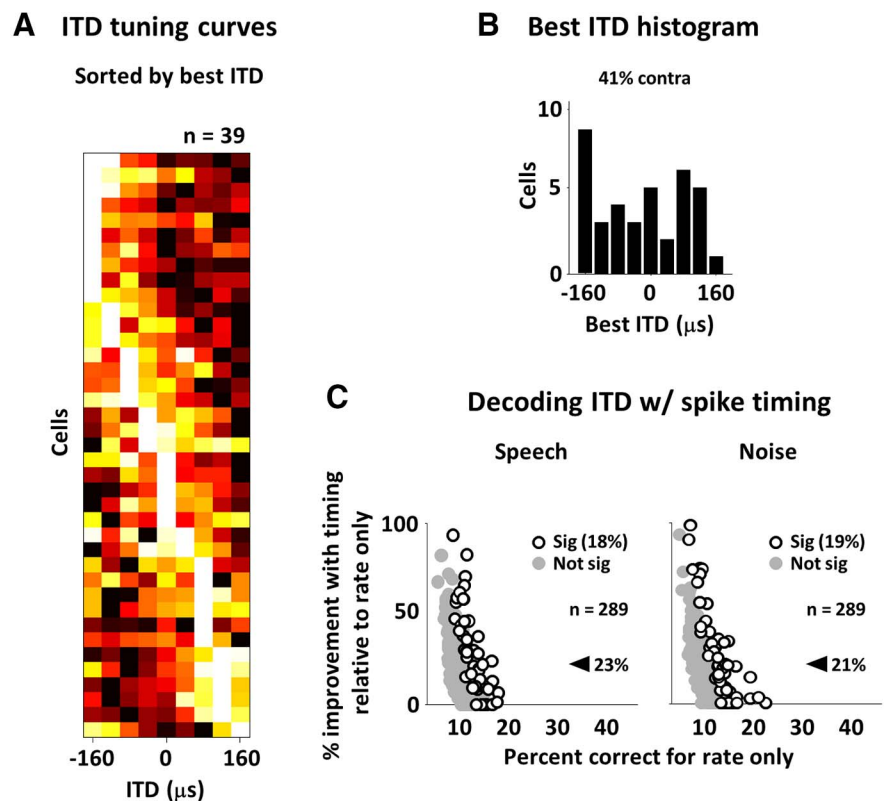 A ITD tuning curves
Sorted by best ITD
n = 39
Cells
-160 0 160
ITD (μs)
B Best ITD histogram
41% contra
10
5
0
Cells
-160 0 160
Best ITD (μs)
C Decoding ITD w/ spike timing
Speech
Noise
% improvement with timing
relative to rate only
100
50
0
Sig (18%)
Not sig
n = 289
23%
10 20 30 40
Sig (19%)
Not sig
n = 289
21%
10 20 30 40
Percent correct for rate only